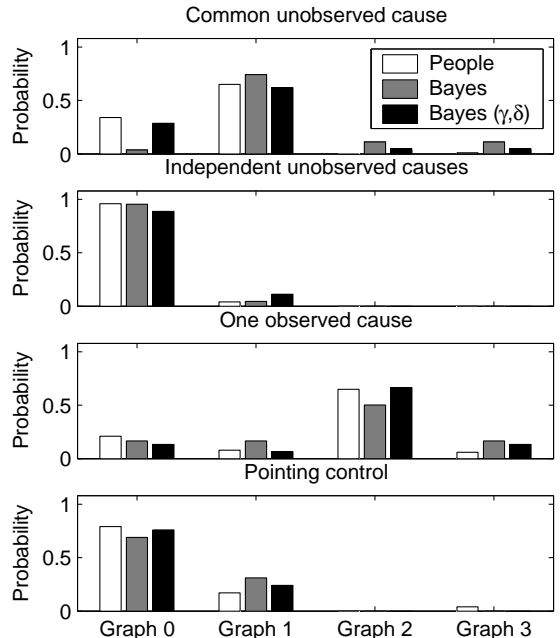 Common unobserved cause
Probability
1
0.5
0
People
Bayes
Bayes (γ,δ)
Independent unobserved causes
Probability
1
0.5
0
One observed cause
Probability
1
0.5
0
Pointing control
Probability
1
0.5
0
Graph 0 Graph 1 Graph 2 Graph 3